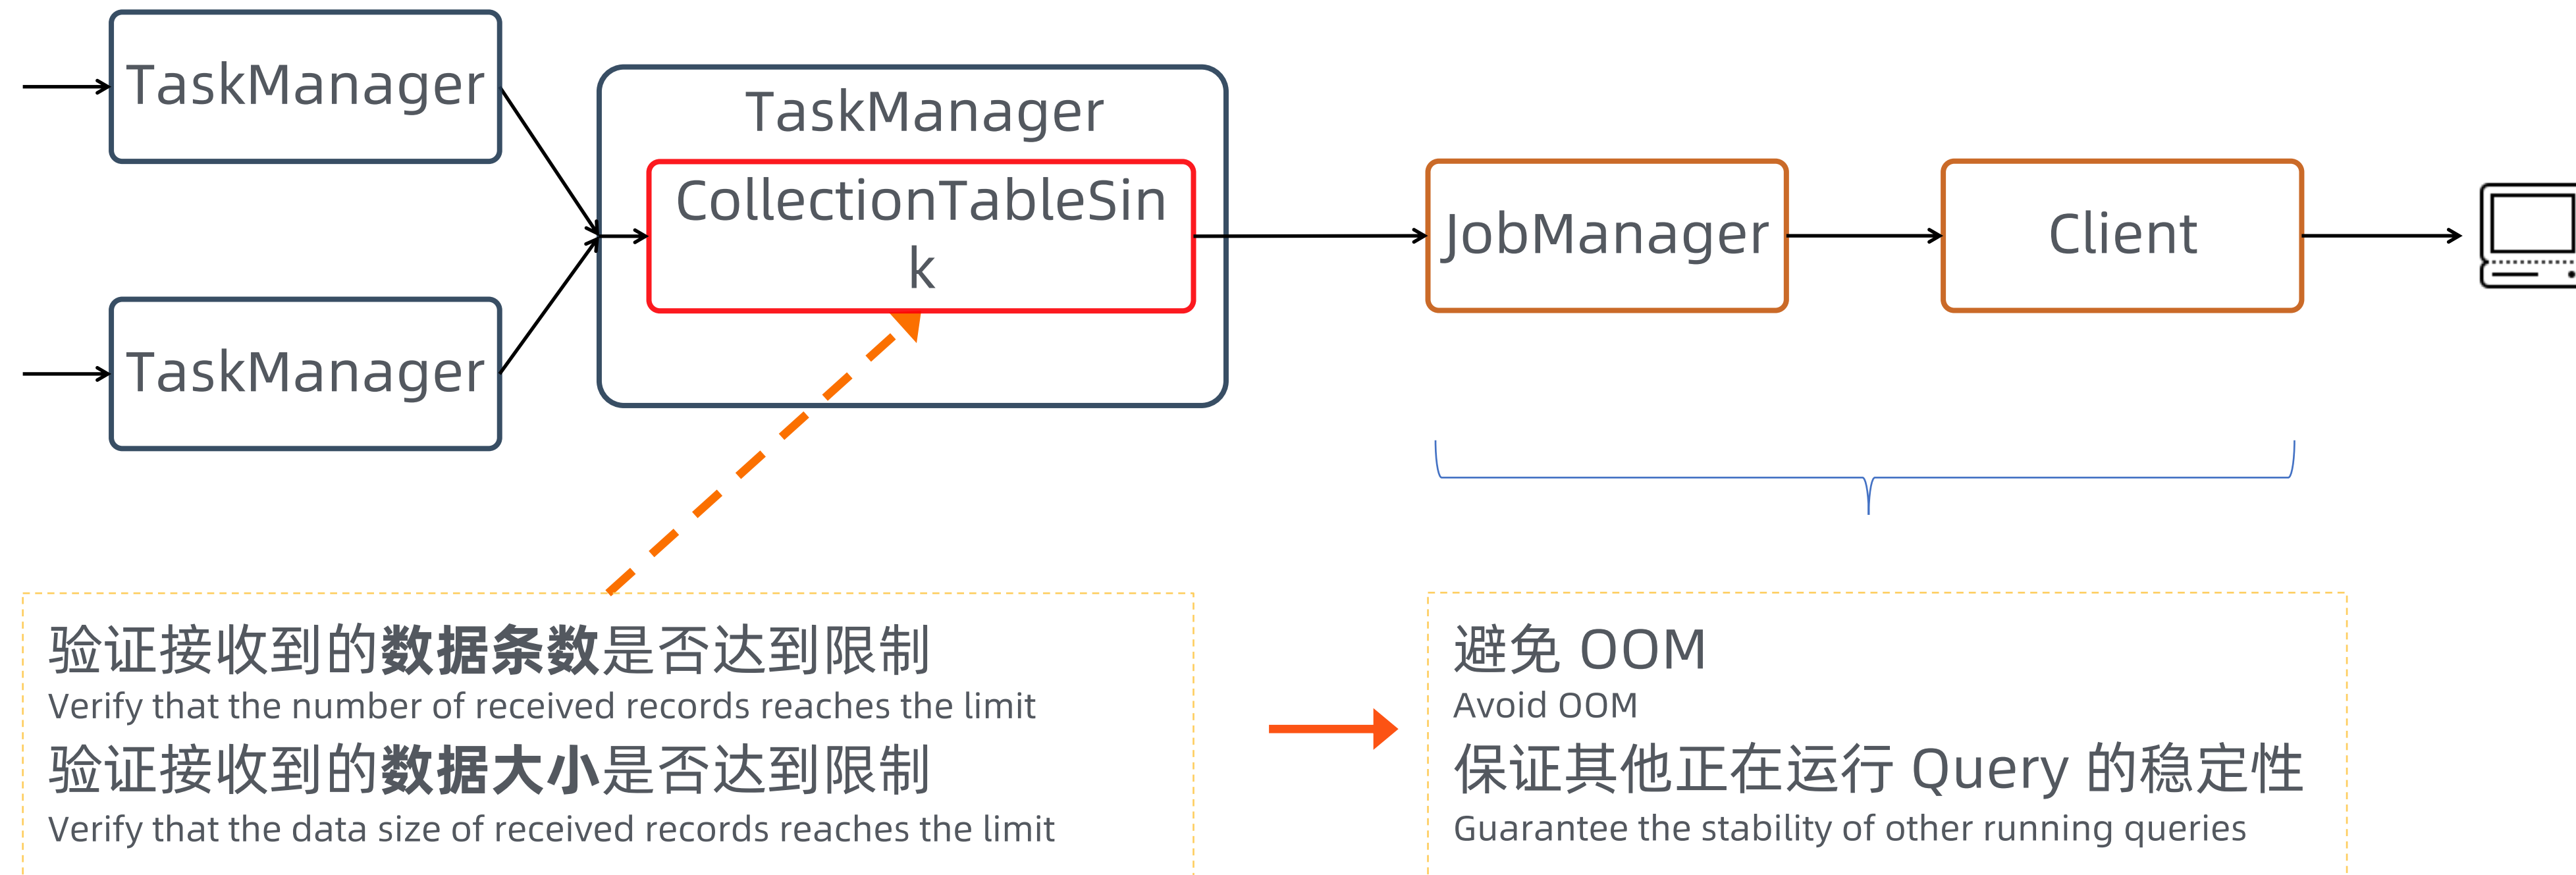 TaskManager
TaskManager
TaskManager
CollectionTableSin
k
JobManager
Client
验证接收到的数据条数是否达到限制
Verify that the number of received records reaches the limit
验证接收到的数据大小是否达到限制
Verify that the data size of received records reaches the limit
避免 OOM
Avoid OOM
保证其他正在运行 Query 的稳定性
Guarantee the stability of other running queries